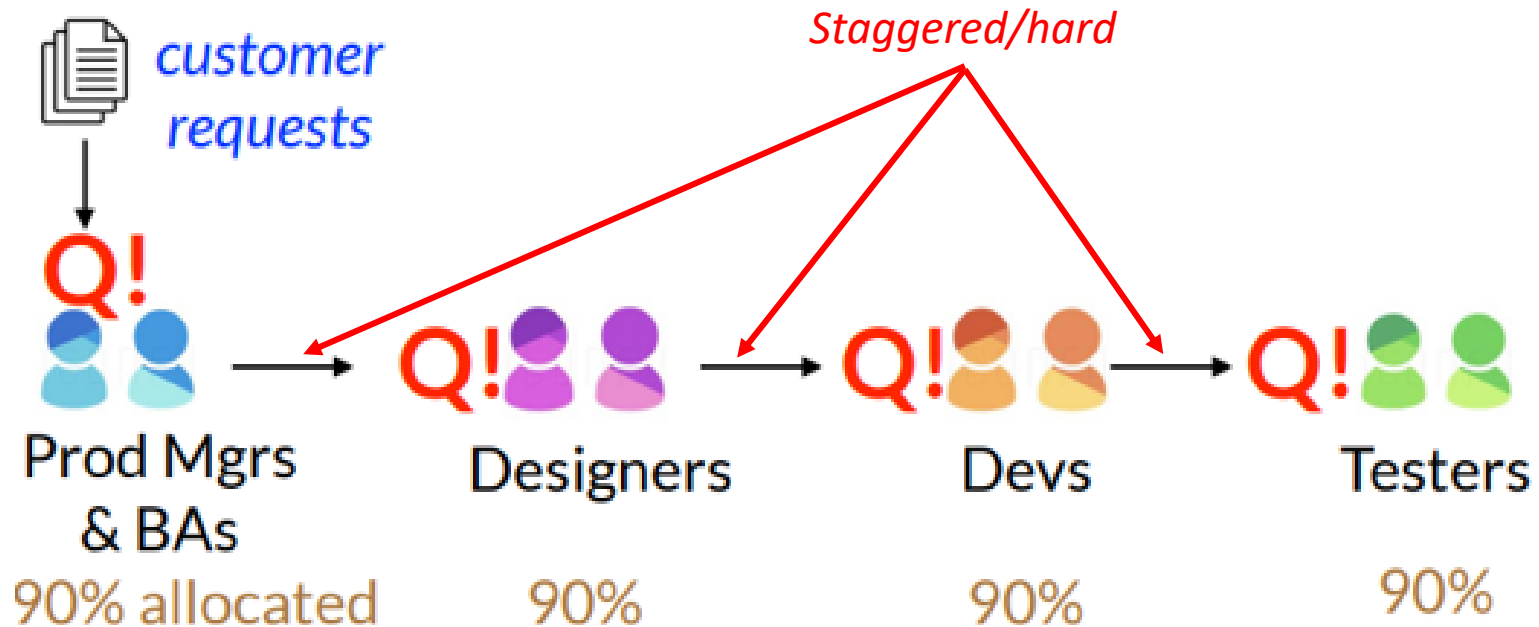 customer
requests
Staggered/hard
Q!
Q!
Q!
Q!
Prod Mgrs
& BAs
Designers
Devs
Testers
90% allocated
90%
90%
90%